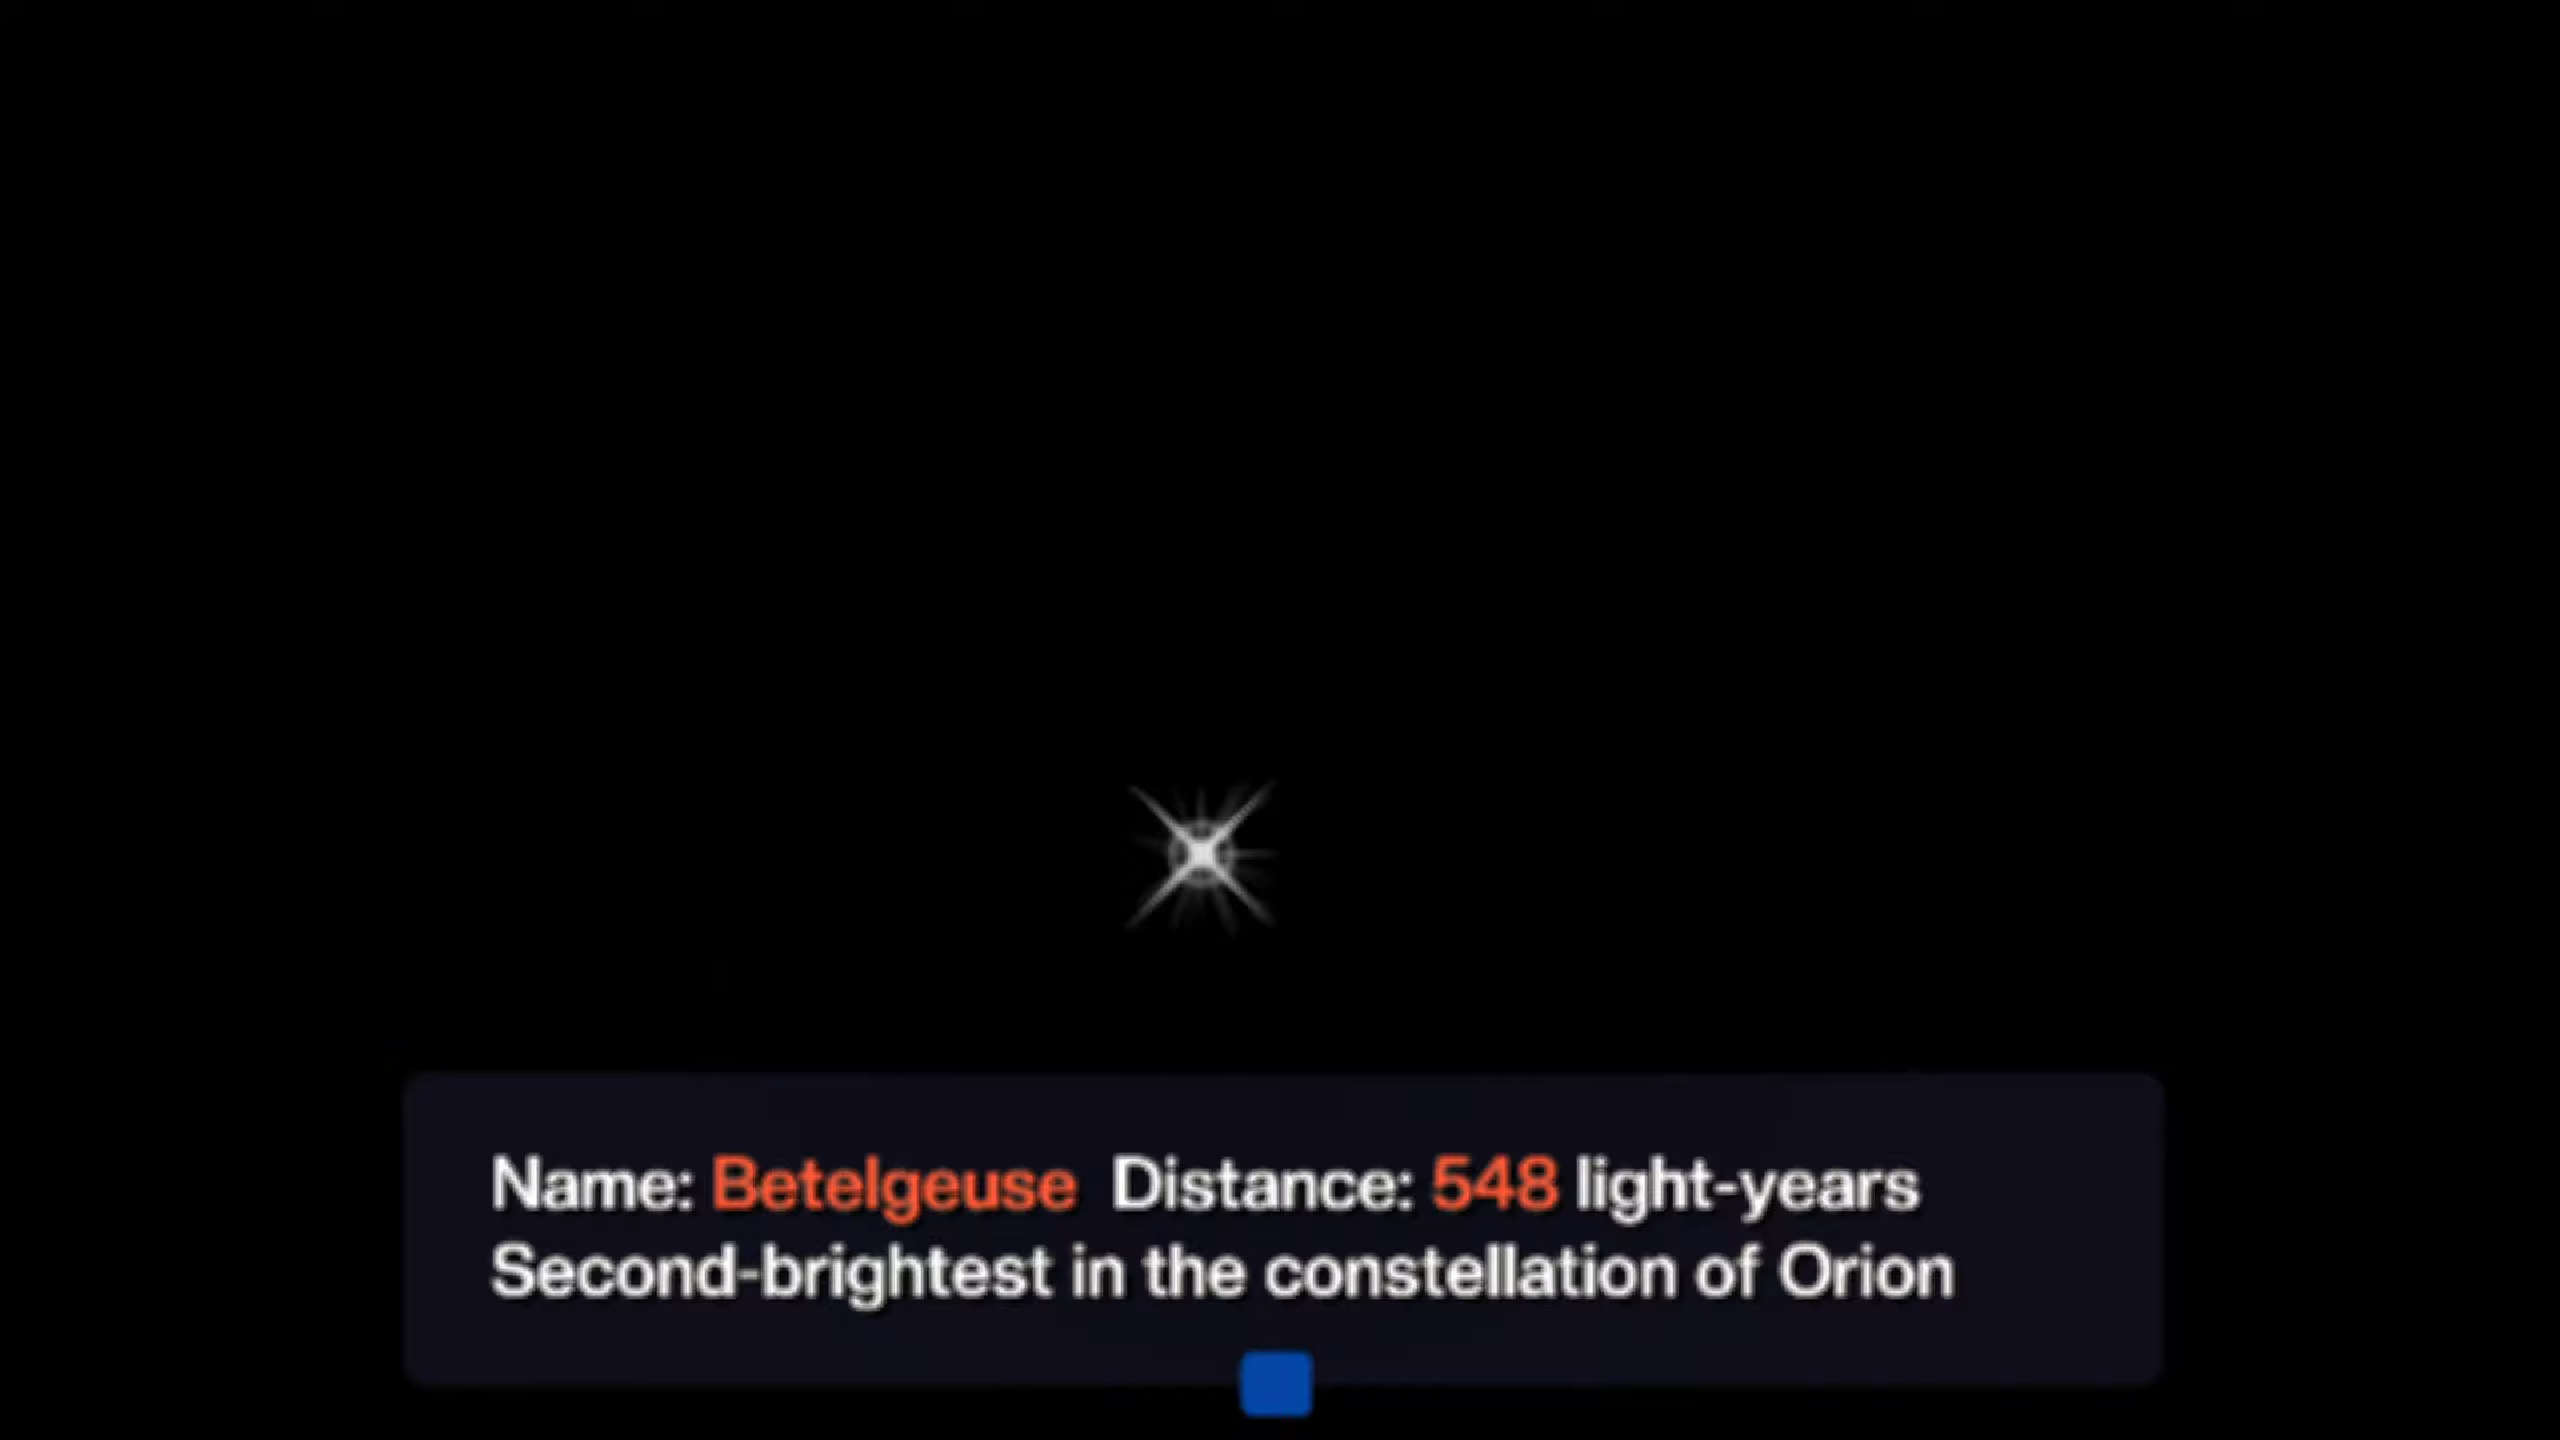 Name: Betelgeuse Distance: 548 light-years
Second-brightest in the constellation of Orion